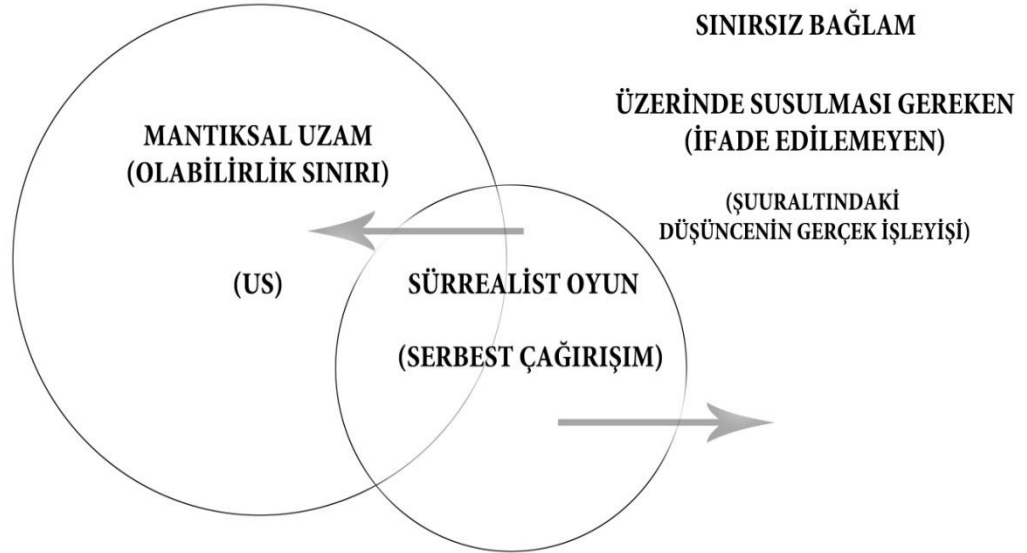 SINIRSIZ BAĞLAM
ÜZERİNDE SUSULMASI GEREKEN
(İFADE EDİLEMEYEN)
(ŞUURALTINDAKİ
DÜŞÜNCENİN GERÇEK İŞLEYİŞİ)
MANTIKSAL UZAM
(OLABİLİRLİK SINIRI)
(US)
SÜRREALİST OYUN
(SERBEST ÇAĞIRIŞIM)